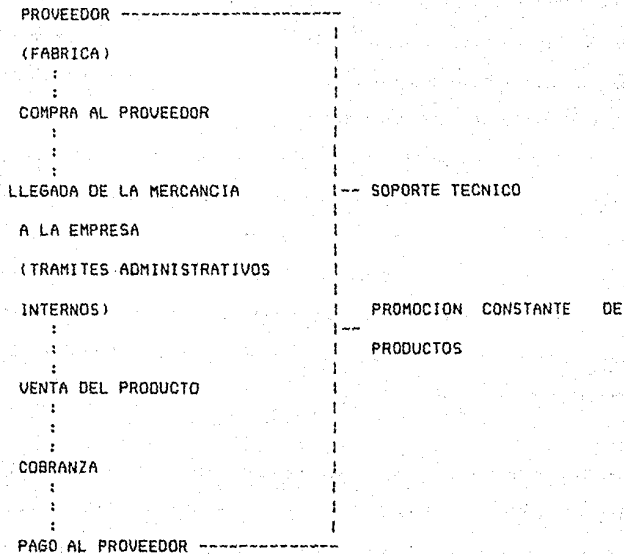 PROVEEDOR
(FABRICA)
COMPRA AL PROVEEDOR
LLEGADA DE LA MERCANCIA
A LA EMPRESA
(TRAMITES ADMINISTRATIVOS
INTERNOS)
VENTA DEL PRODUCTO
COBRANZA
PAGO AL PROVEEDOR
SOPORTE TECNICO
PROMOCION CONSTANTE DE
PRODUCTOS